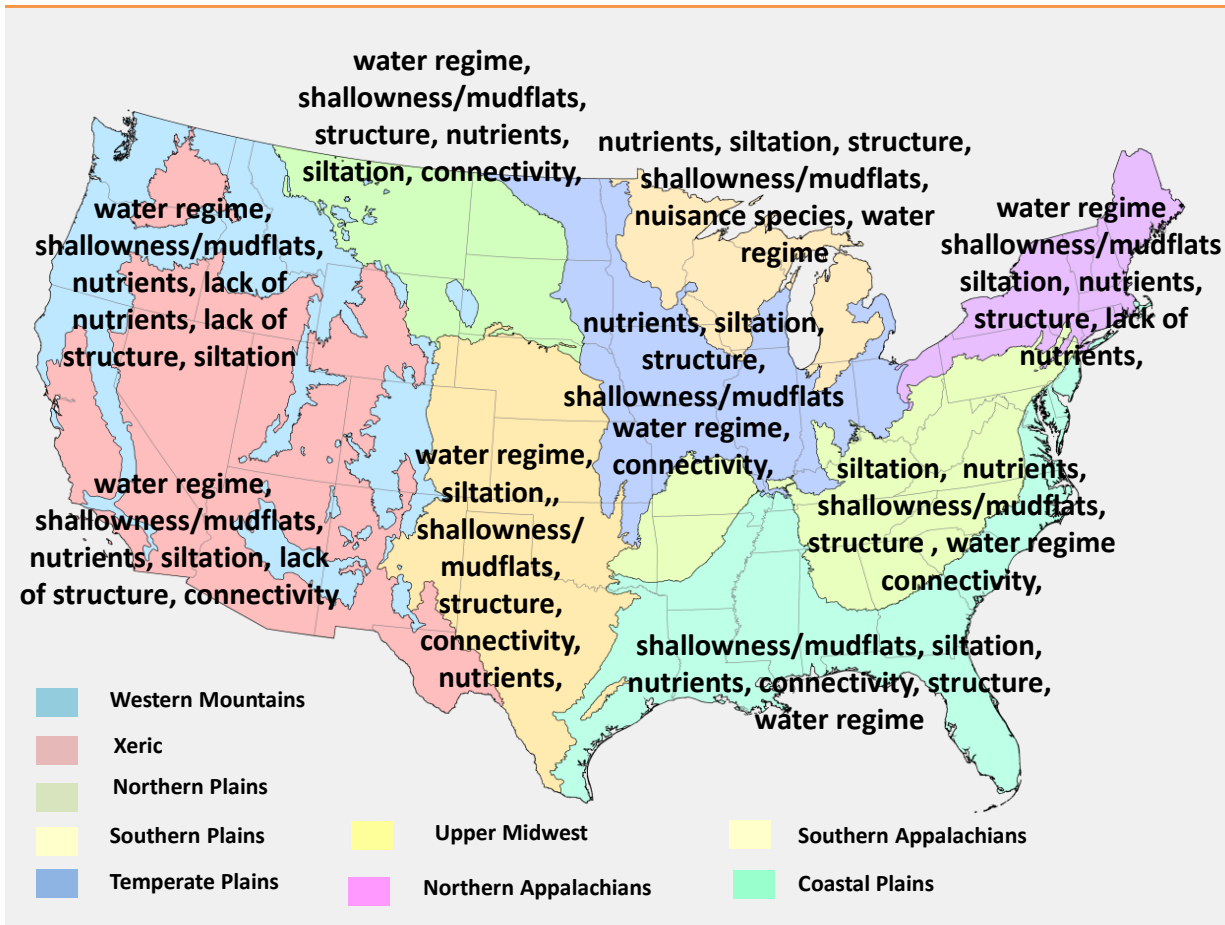 water regime,
shallowness/mudflats,
structure, nutrients,
siltation, connectivity,
nutrients, siltation, structure,
shallowness/mudflats,
nuisance species, water
regime
water regime,
shallowness/mudflats,
nutrients, lack of
nutrients, lack of
structure, siltation
water regime
shallowness/mudflats
siltation, nutrients,
structure, lack of
nutrients,
nutrients, siltation,
structure,
shallowness/mudflats
water regime,
connectivity,
water regime,
siltation,,
shallowness/
mudflats,
structure,
connectivity,
nutrients,
siltation, nutrients,
shallowness/mudflats,
structure , water regime
connectivity,
water regime,
shallowness/mudflats,
nutrients, siltation, lack
of structure, connectivity
shallowness/mudflats, siltation,
nutrients, connectivity, structure,
water regime
Western Mountains
Xeric
Northern Plains
Southern Plains
Temperate Plains
Upper Midwest
Northern Appalachians
Southern Appalachians
Coastal Plains